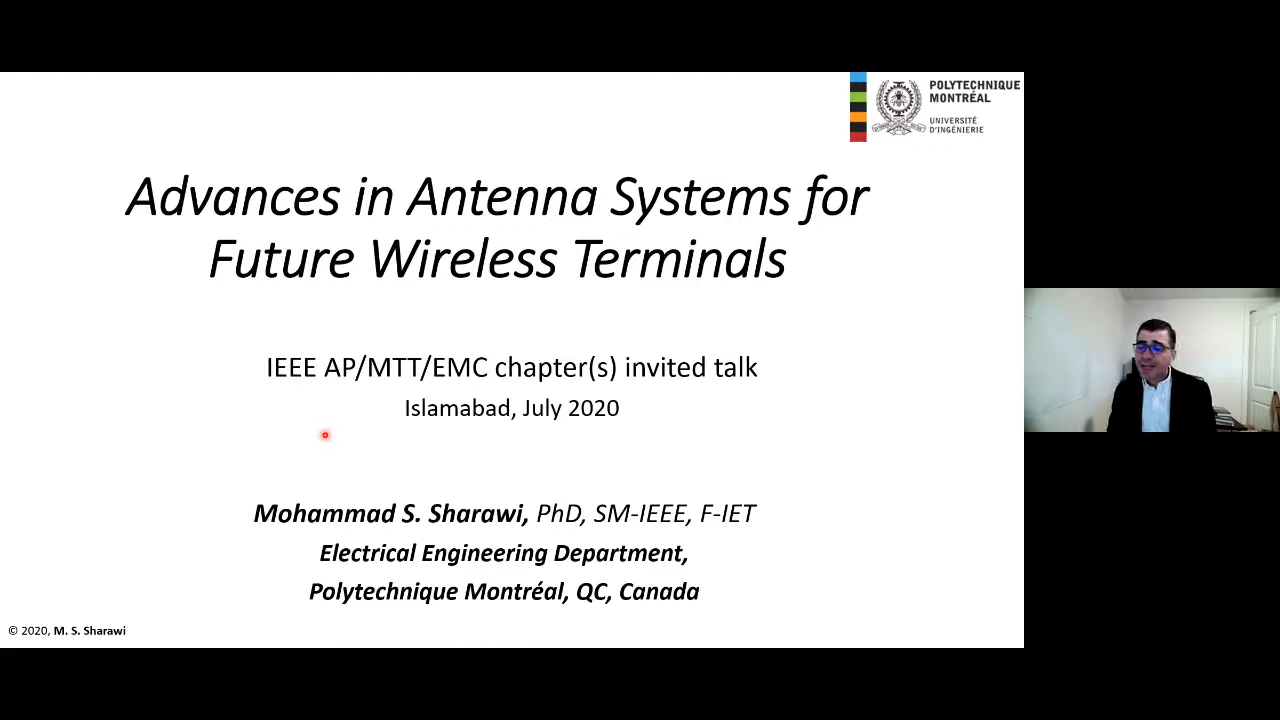 POLYTECHNIQUE
MONTRÉAL
UNIVERSITÉ
D'INGÉNIERIE
Advances in Antenna Systems for
Future Wireless Terminals
IEEE AP/MTT/EMC chapter(s) invited talk
Islamabad, July 2020
Mohammad S. Sharawi, PhD, SM-IEEE, F-IET
Electrical Engineering Department,
Polytechnique Montréal, QC, Canada
© 2020, M. S. Sharawi